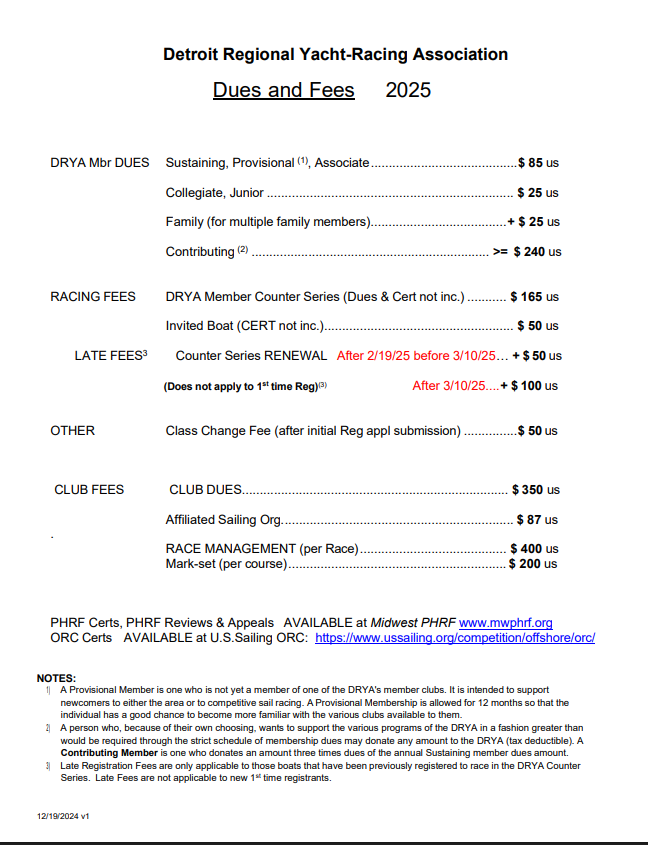 Detroit Regional Yacht-Racing Association
Dues and Fees 2025
DRYA Mbr DUES Sustaining, Provisional (1), Associate.............................................$ 85 us
Collegiate, Junior ........................................................................... $ 25 us
Family (for multiple family members).........................................+ $ 25 us
Contributing (2) ........................................................................ >= $ 240 us
RACING FEES DRYA Member Counter Series (Dues & Cert not inc.) ........... $ 165 us
Invited Boat (CERT not inc.)......................................................... $ 50 us
LATE FEES3 Counter Series RENEWAL After 2/19/25 before 3/10/25… + $ 50 us
(Does not apply to 1st time Reg)(3) After 3/10/25....+ $ 100 us
OTHER Class Change Fee (after initial Reg appl submission) ...............$ 50 us
CLUB FEES CLUB DUES................................................................................ $ 350 us
Affiliated Sailing Org...................................................................... $ 87 us
.
RACE MANAGEMENT (per Race)............................................. $ 400 us
Mark-set (per course)................................................................... $ 200 us
PHRF Certs, PHRF Reviews & Appeals AVAILABLE at Midwest PHRF www.mwphrf.org
ORC Certs AVAILABLE at U.S.Sailing ORC: https://www.ussailing.org/competition/offshore/orc/
NOTES:
1| A Provisional Member is one who is not yet a member of one of the DRYA's member clubs. It is intended to support
newcomers to either the area or to competitive sail racing. A Provisional Membership is allowed for 12 months so that the
individual has a good chance to become more familiar with the various clubs available to them.
2| A person who, because of their own choosing, wants to support the various programs of the DRYA in a fashion greater than
would be required through the strict schedule of membership dues may donate any amount to the DRYA (tax deductible). A
Contributing Member is one who donates an amount three times dues of the annual Sustaining member dues amount.
3| Late Registration Fees are only applicable to those boats that have been previously registered to race in the DRYA Counter
Series. Late Fees are not applicable to new 1st time registrants.
12/19/2024 v1